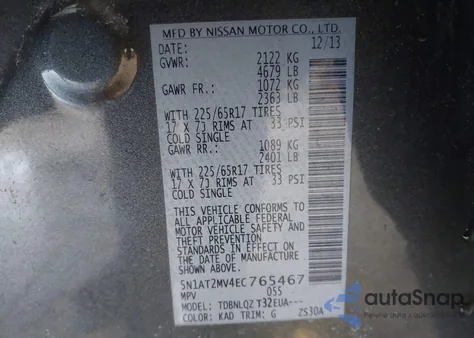 MFD BY NISSAN MOTOR CO., LTD.
DATE: 12/13
GVWR: 2122 KG
4679 LB
GAWR FR.: 1072 KG
2363 LB
WITH 225/65R17 TIRES
17 X 7J RIMS AT 33 PSI
COLD SINGLE
GAWR RR.: 1089 KG
2401 LB
WITH 225/65R17 TIRES
17 X 7J RIMS AT 33 PSI
COLD SINGLE
THIS VEHICLE CONFORMS TO
ALL APPLICABLE FEDERAL
MOTOR VEHICLE SAFETY AND
THEFT PREVENTION
STANDARDS IN EFFECT ON THE
DATE OF MANUFACTURE
5N1AT2MV4EC765467
MPV 055
MODEL: TDBNLQZ T32EUA---
COLOR: KAD TRIM: G ZS30A
autoSnap
Powered by